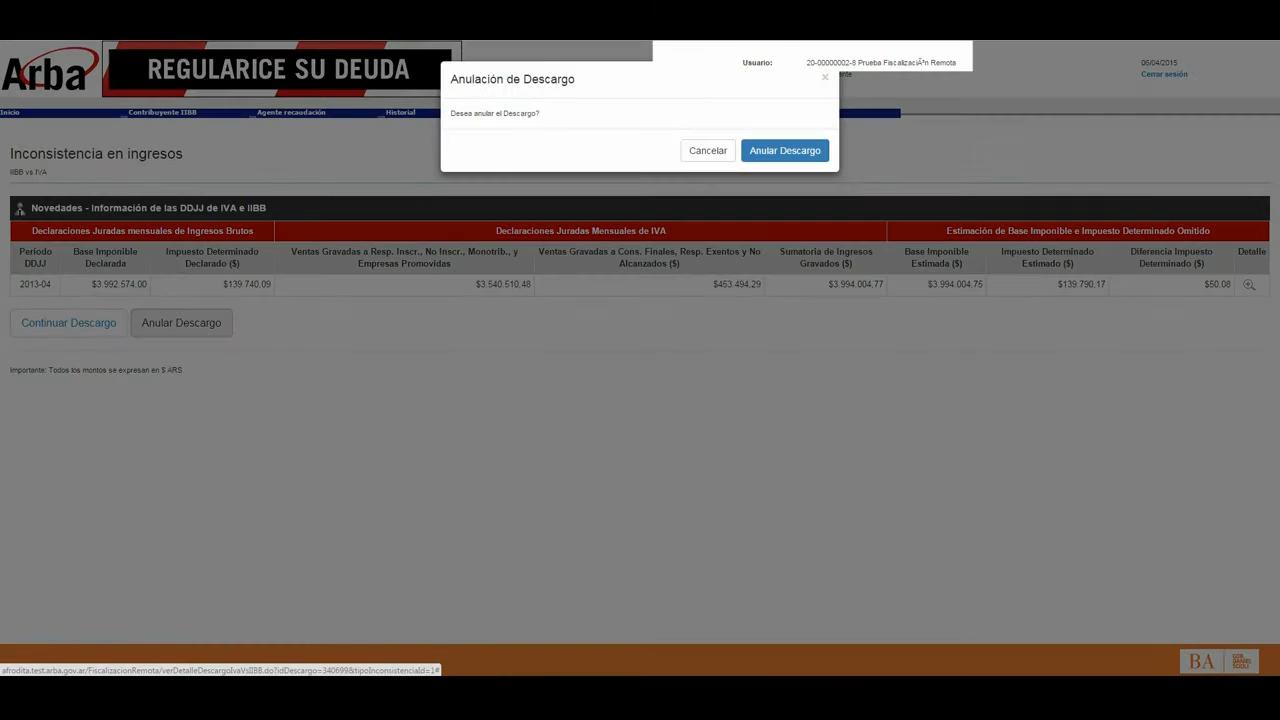 Arba
REGULARICE SU DEUDA
Usuario: 20-00000002-8 Prueba FiscalizaciÃ³n Remota
06/04/2015
Cerrar sesión
Inicio
Contribuyente IIBB
Agente recaudación
Historial
Anulación de Descargo
×
Desea anular el Descargo?
Cancelar
Anular Descargo
Inconsistencia en ingresos
IIBB vs IVA
Novedades - Información de las DDJJ de IVA e IIBB
Declaraciones Juradas mensuales de Ingresos Brutos
Declaraciones Juradas Mensuales de IVA
Estimación de Base Imponible e Impuesto Determinado Omitido
Período DDJJ
Base Imponible Declarada
Impuesto Determinado Declarado ($)
Ventas Gravadas a Resp. Inscr., No Inscr., Monotrib., y Empresas Promovidas
Ventas Gravadas a Cons. Finales, Resp. Exentos y No Alcanzados ($)
Sumatoria de Ingresos Gravados ($)
Base Imponible Estimada ($)
Impuesto Determinado Estimado ($)
Diferencia Impuesto Determinado ($)
Detalle
2013-04 $3.992.574.00 $139.740.09 $3.540.510,48 $453.494.29 $3.994.004,77 $3.994.004.75 $139.790.17 $50.08
Continuar Descargo
Anular Descargo
Importante: Todos los montos se expresan en $ ARS
afrodita.test.arba.gov.ar/FiscalizacionRemota/verDetalleDescargoIvaVsIIBB.do?idDescargo=340699&tipoInconsistenciaId=1#
BA
GOB.
DANIEL
SCIOLI